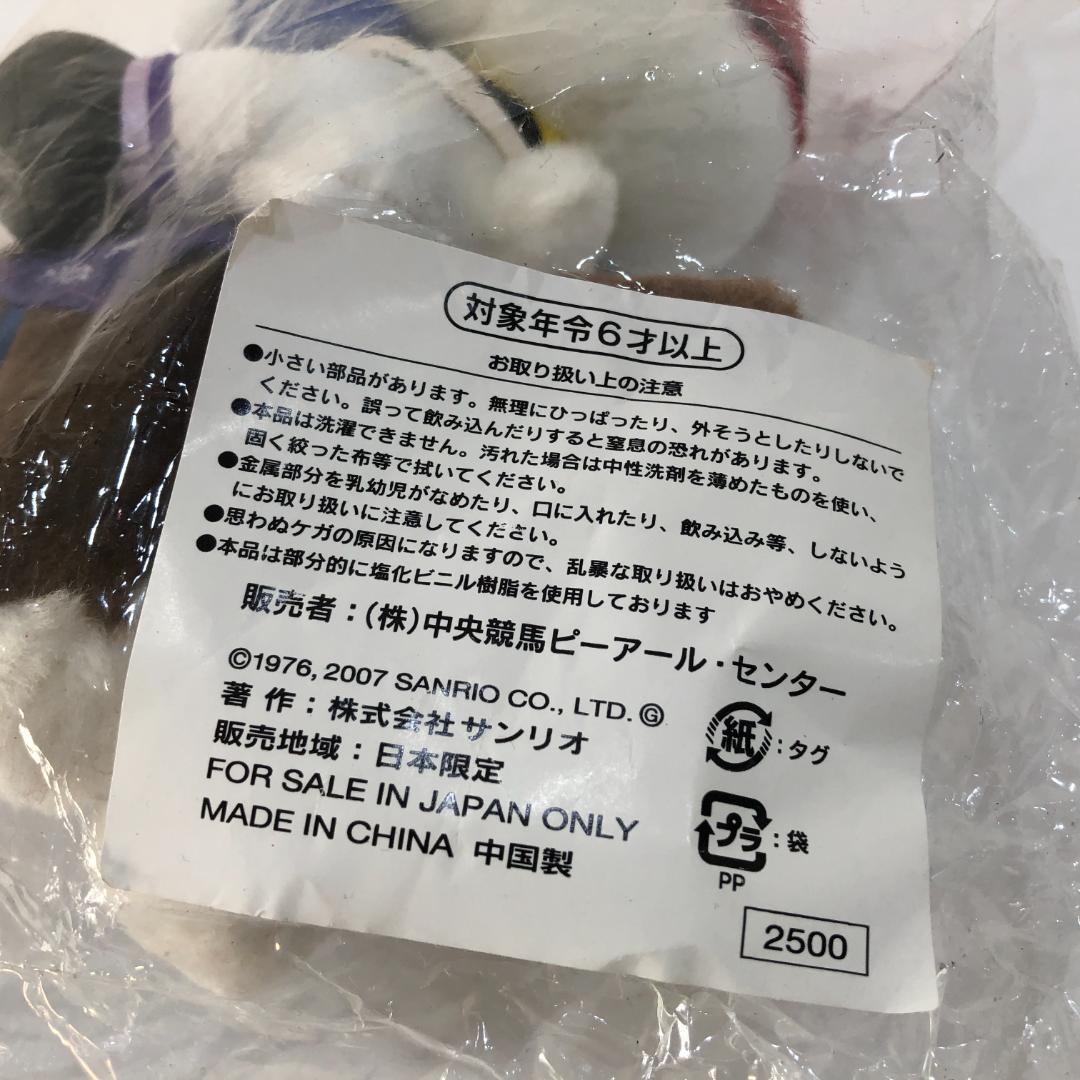 対象年令6才以上
お取り扱い上の注意
●小さい部品があります。無理にひっぱったり、外そうとしたりしないで
ください。誤って飲み込んだりすると窒息の恐れがあります。
●本品は洗濯できません。汚れた場合は中性洗剤を薄めたものを使い、
固く絞った布等で拭いてください。
●金属部分を乳幼児がなめたり、口に入れたり、飲み込み等、しないよう
にお取り扱いに注意してください。
●思わぬケガの原因になりますので、乱暴な取り扱いはおやめください。
●本品は部分的に塩化ビニル樹脂を使用しております
販売者：(株)中央競馬ピーアール・センター
©1976, 2007 SANRIO CO., LTD. Ⓖ
著 作：株式会社サンリオ
販売地域：日本限定
FOR SALE IN JAPAN ONLY
MADE IN CHINA 中国製
紙：タグ
プラ：袋
PP
2500